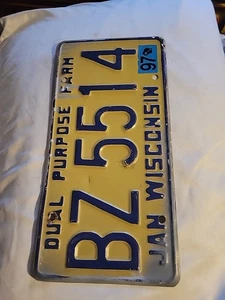 DUAL PURPOSE FARM
97
BZ 5514
JAN WISCONSIN